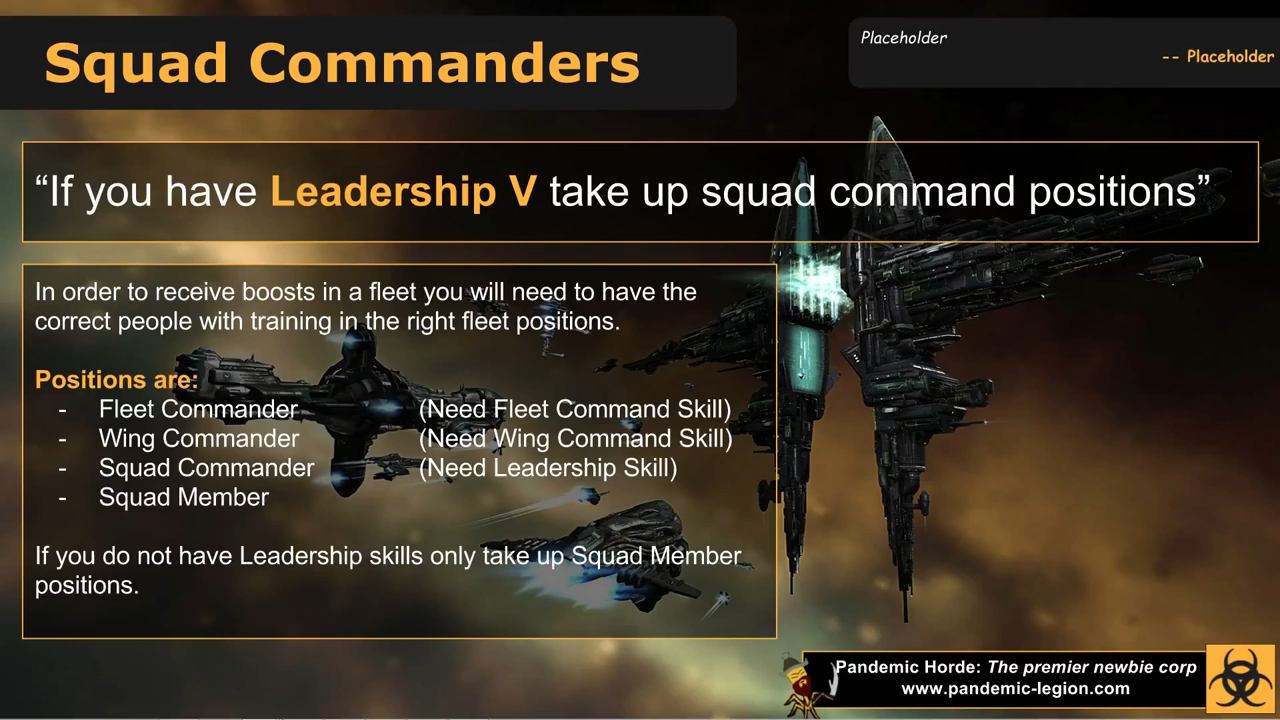 Squad Commanders
Placeholder
-- Placeholder
“If you have Leadership V take up squad command positions”
In order to receive boosts in a fleet you will need to have the
correct people with training in the right fleet positions.
Positions are:
- Fleet Commander (Need Fleet Command Skill)
- Wing Commander (Need Wing Command Skill)
- Squad Commander (Need Leadership Skill)
- Squad Member
If you do not have Leadership skills only take up Squad Member
positions.
Pandemic Horde: The premier newbie corp
www.pandemic-legion.com